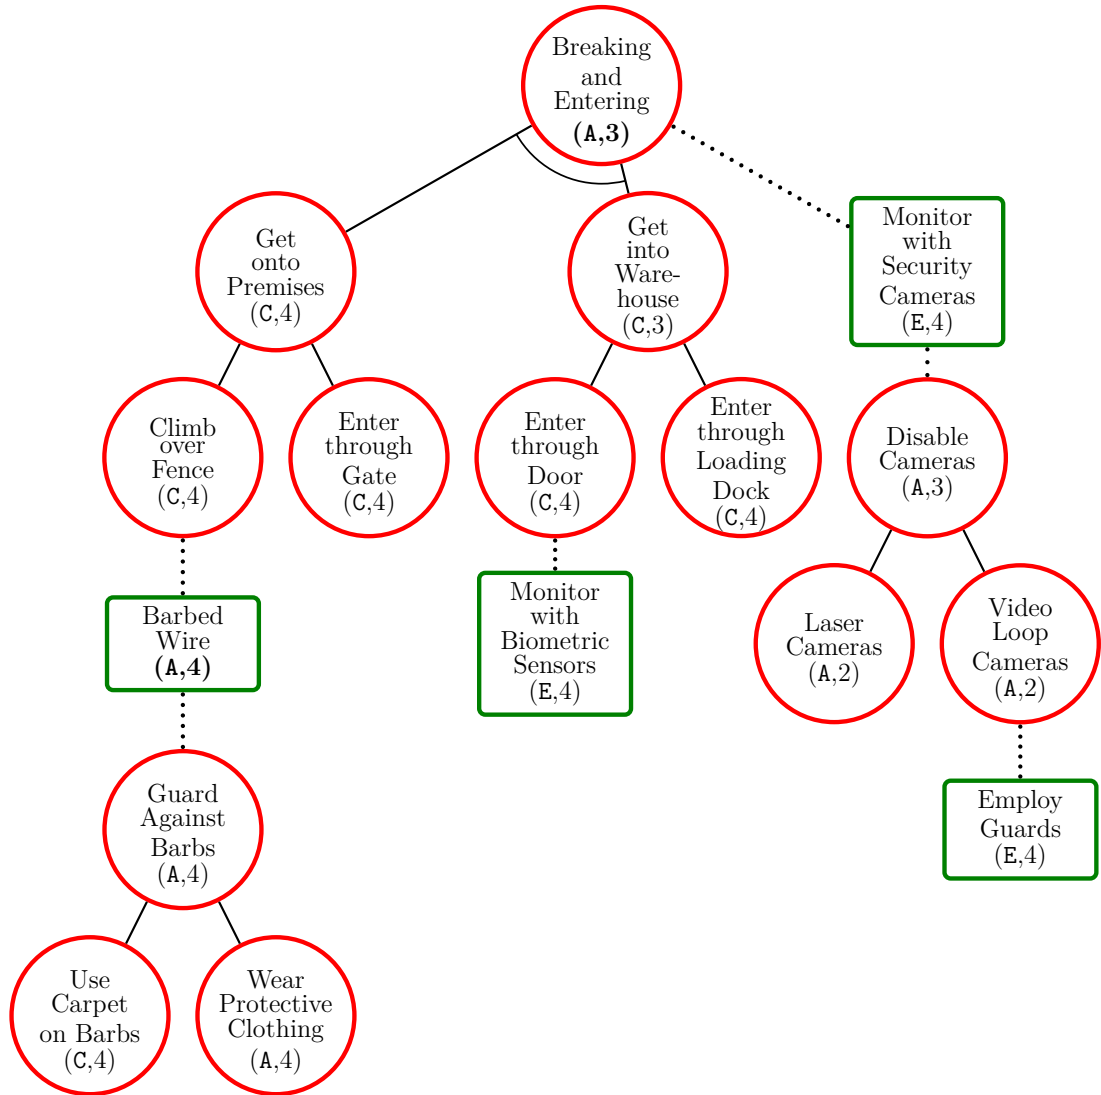 Breaking
and
Entering
(A,3)
Get
onto
Premises
(C,4)
Get
into
Ware-
house
(C,3)
Monitor
with
Security
Cameras
(E,4)
Climb
over
Fence
(C,4)
Enter
through
Gate
(C,4)
Enter
through
Door
(C,4)
Enter
through
Loading
Dock
(C,4)
Disable
Cameras
(A,3)
Barbed
Wire
(A,4)
Monitor
with
Biometric
Sensors
(E,4)
Laser
Cameras
(A,2)
Video
Loop
Cameras
(A,2)
Guard
Against
Barbs
(A,4)
Employ
Guards
(E,4)
Use
Carpet
on Barbs
(C,4)
Wear
Protective
Clothing
(A,4)